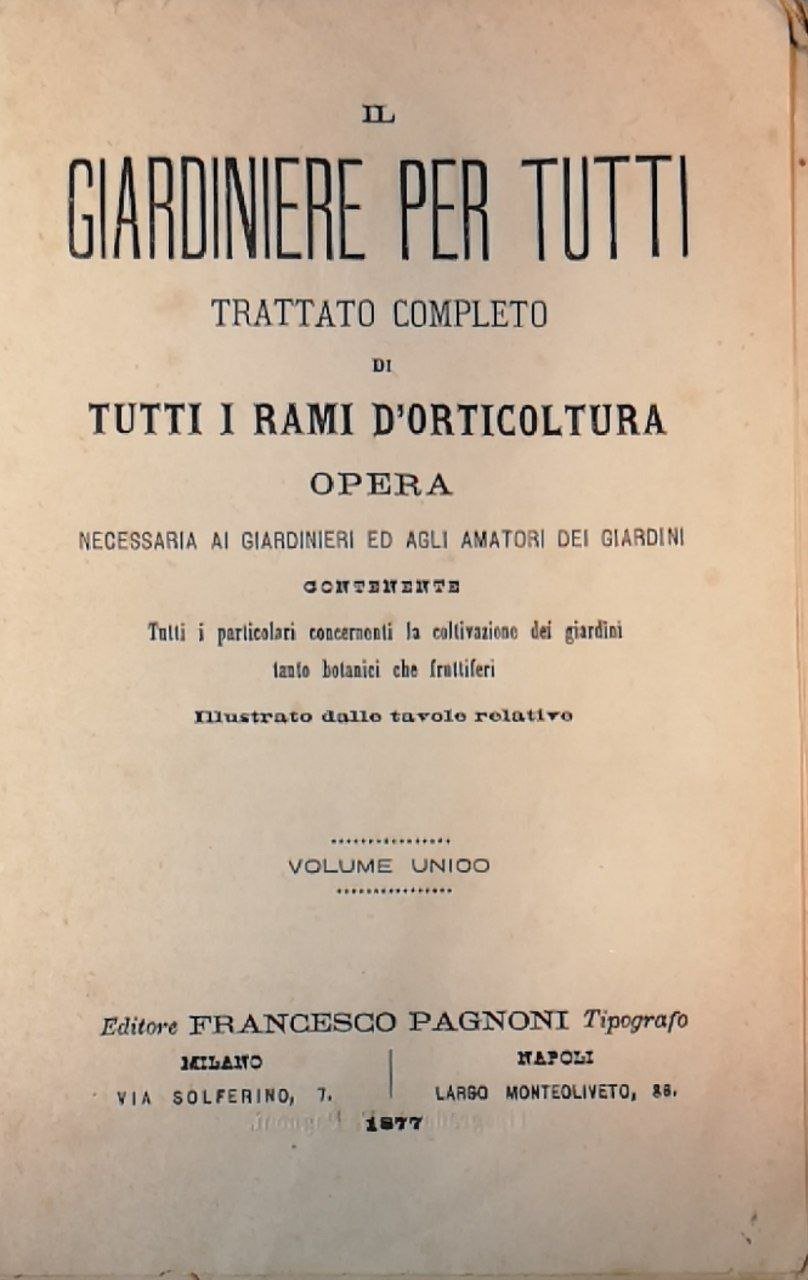 IL
GIARDINIERE PER TUTTI
TRATTATO COMPLETO
DI
TUTTI I RAMI D'ORTICOLTURA
OPERA
NECESSARIA AI GIARDINIERI ED AGLI AMATORI DEI GIARDINI
CONTENENTE
Tutti i particolari concernenti la coltivazione dei giardini
tanto botanici che fruttiferi
Illustrato dalle tavole relative
VOLUME UNICO
Editore FRANCESCO PAGNONI Tipografo
MILANO
VIA SOLFERINO, 7.
NAPOLI
LARGO MONTEOLIVETO,
1877